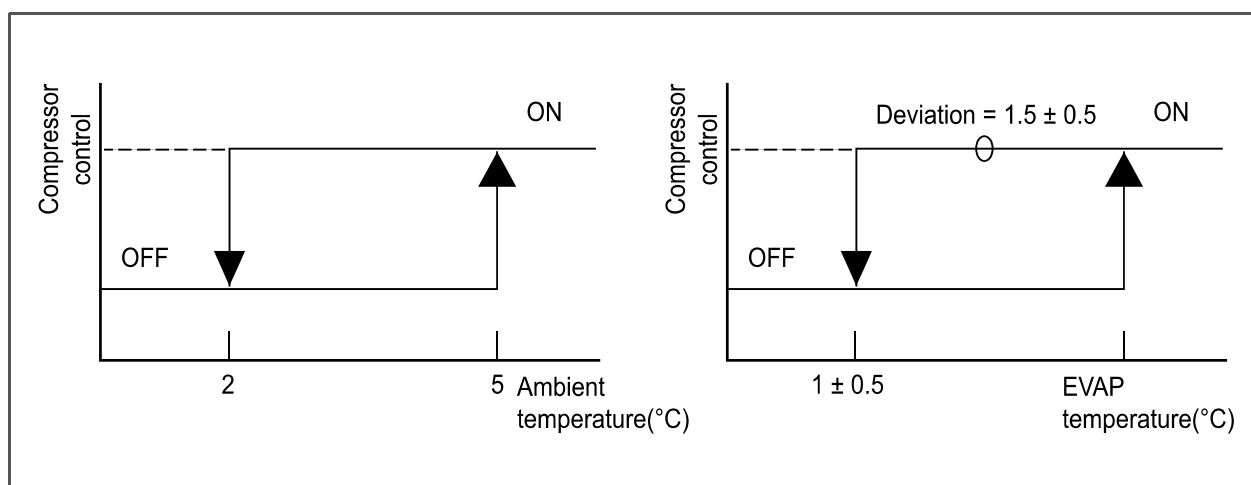 Compressor
control
ON
OFF
2
5
Ambient
temperature(°C)
Compressor
control
Deviation = 1.5 ± 0.5
ON
OFF
1 ± 0.5
EVAP
temperature(°C)